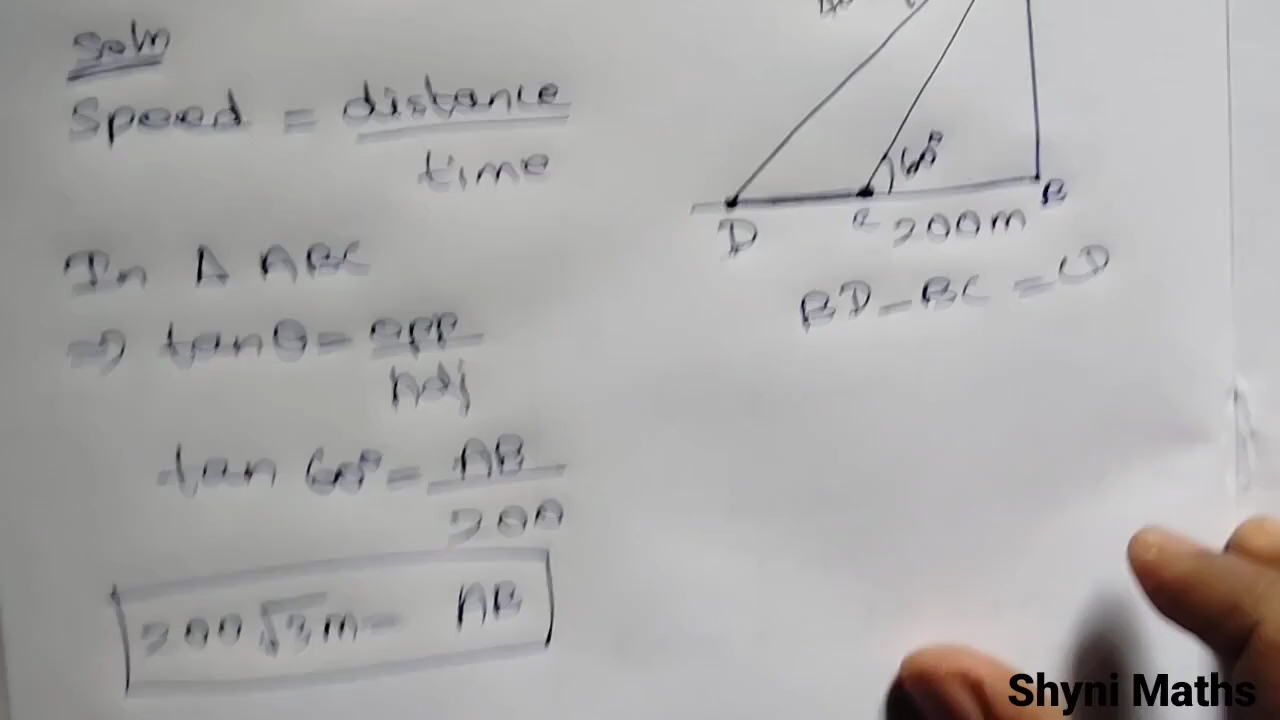 Soln
Speed = distance
time
In Δ ABC
⇒ tanθ = opp
Adj
tan 60° = AB
200
200√3m = AB
60°
D C 200m B
BD - BC = CD
Shyni Maths